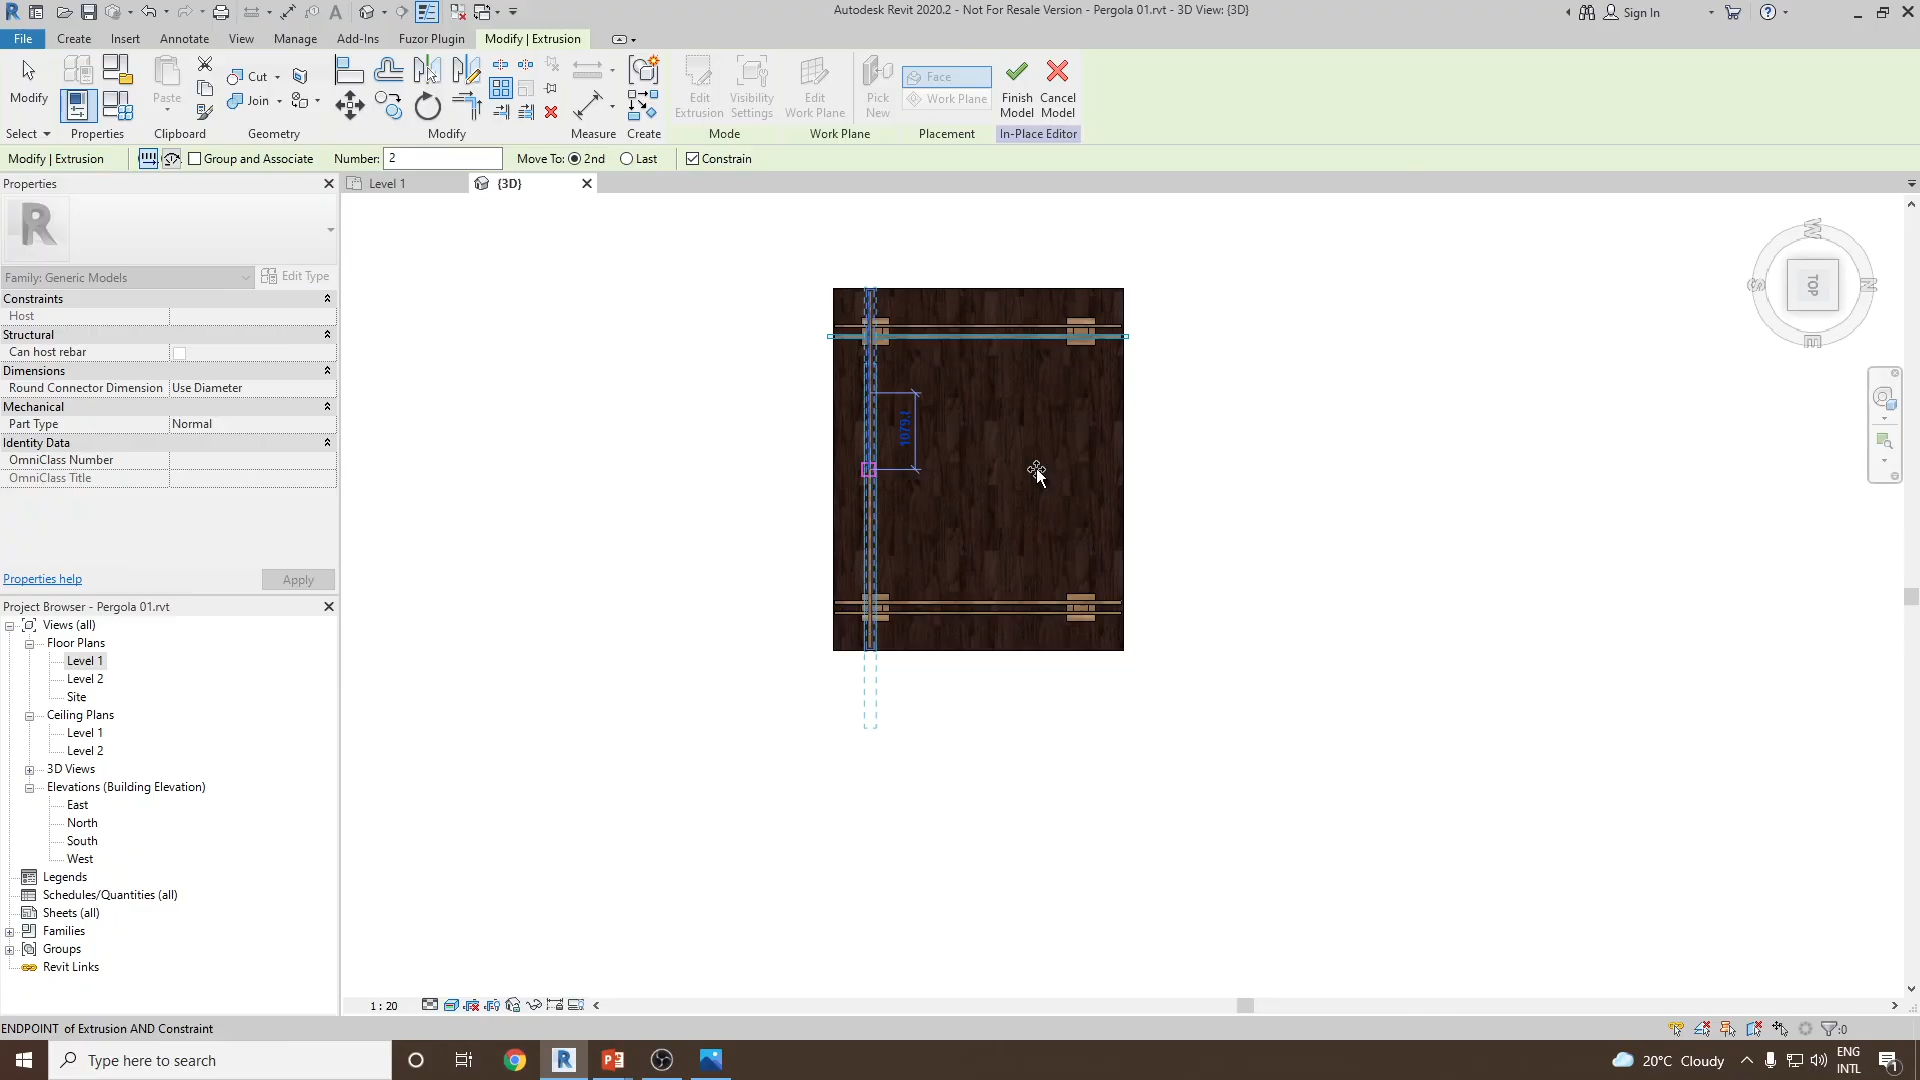 Autodesk Revit 2020.2 - Not For Resale Version - Pergola 01.rvt - 3D View: {3D}
Sign In
File
Create
Insert
Annotate
View
Manage
Add-Ins
Fuzor Plugin
Modify | Extrusion
Modify
Paste
Cut
Join
Edit
Extrusion
Visibility
Settings
Edit
Work Plane
Pick
New
Face
Work Plane
Finish
Model
Cancel
Model
Select
Properties
Clipboard
Geometry
Modify
Measure
Create
Mode
Work Plane
Placement
In-Place Editor
Modify | Extrusion
Group and Associate
Number: 2
Move To:
2nd
Last
Constrain
Properties
Level 1
{3D}
Family: Generic Models
Edit Type
Constraints
Host
Structural
Can host rebar
Dimensions
Round Connector Dimension
Use Diameter
Mechanical
Part Type
Normal
Identity Data
OmniClass Number
OmniClass Title
Properties help
Apply
Project Browser - Pergola 01.rvt
Views (all)
Floor Plans
Level 1
Level 2
Site
Ceiling Plans
Level 1
Level 2
3D Views
Elevations (Building Elevation)
East
North
South
West
Legends
Schedules/Quantities (all)
Sheets (all)
Families
Groups
Revit Links
1079.1
TOP
W
S
N
E
1 : 20
ENDPOINT of Extrusion AND Constraint
:0
Type here to search
20°C Cloudy
ENG
INTL
1